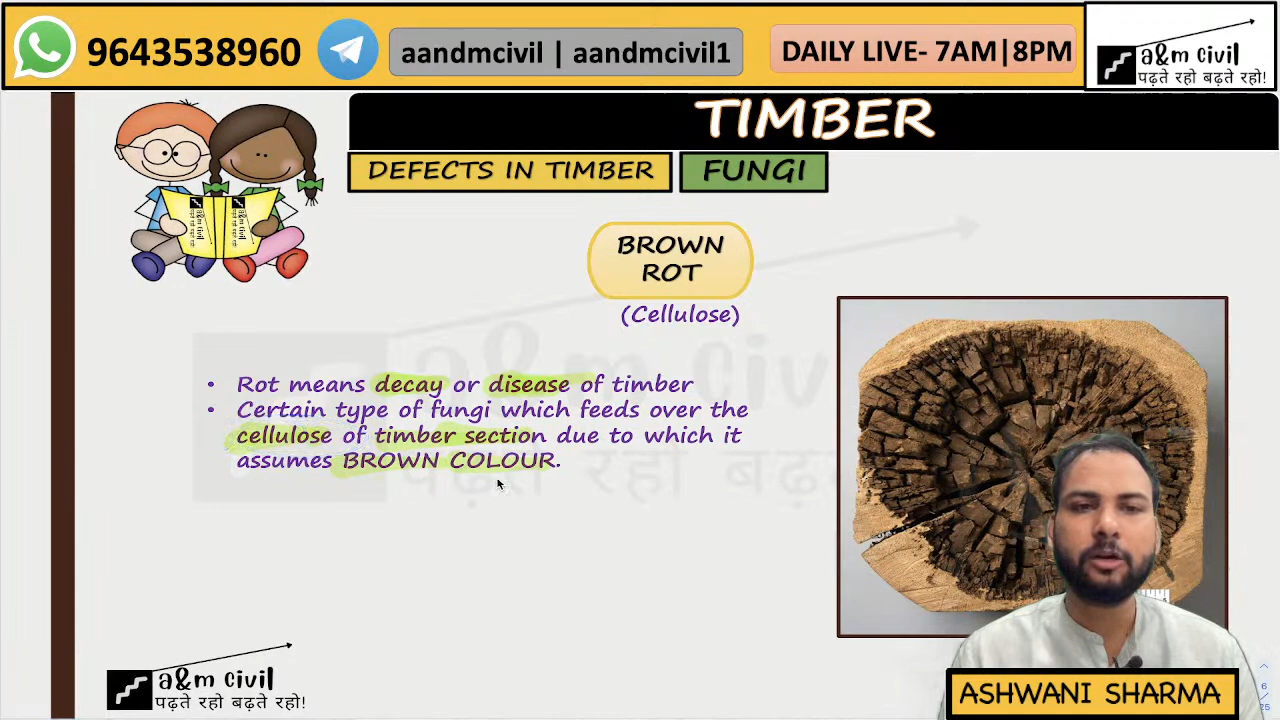 9643538960
aandmcivil | aandmcivil1
DAILY LIVE- 7AM|8PM
a&m civil
पढ़ते रहो बढ़ते रहो!
TIMBER
DEFECTS IN TIMBER
FUNGI
BROWN
ROT
(Cellulose)
• Rot means decay or disease of timber
• Certain type of fungi which feeds over the
cellulose of timber section due to which it
assumes BROWN COLOUR.
a&m civil
पढ़ते रहो बढ़ते रहो!
ASHWANI SHARMA
6
25